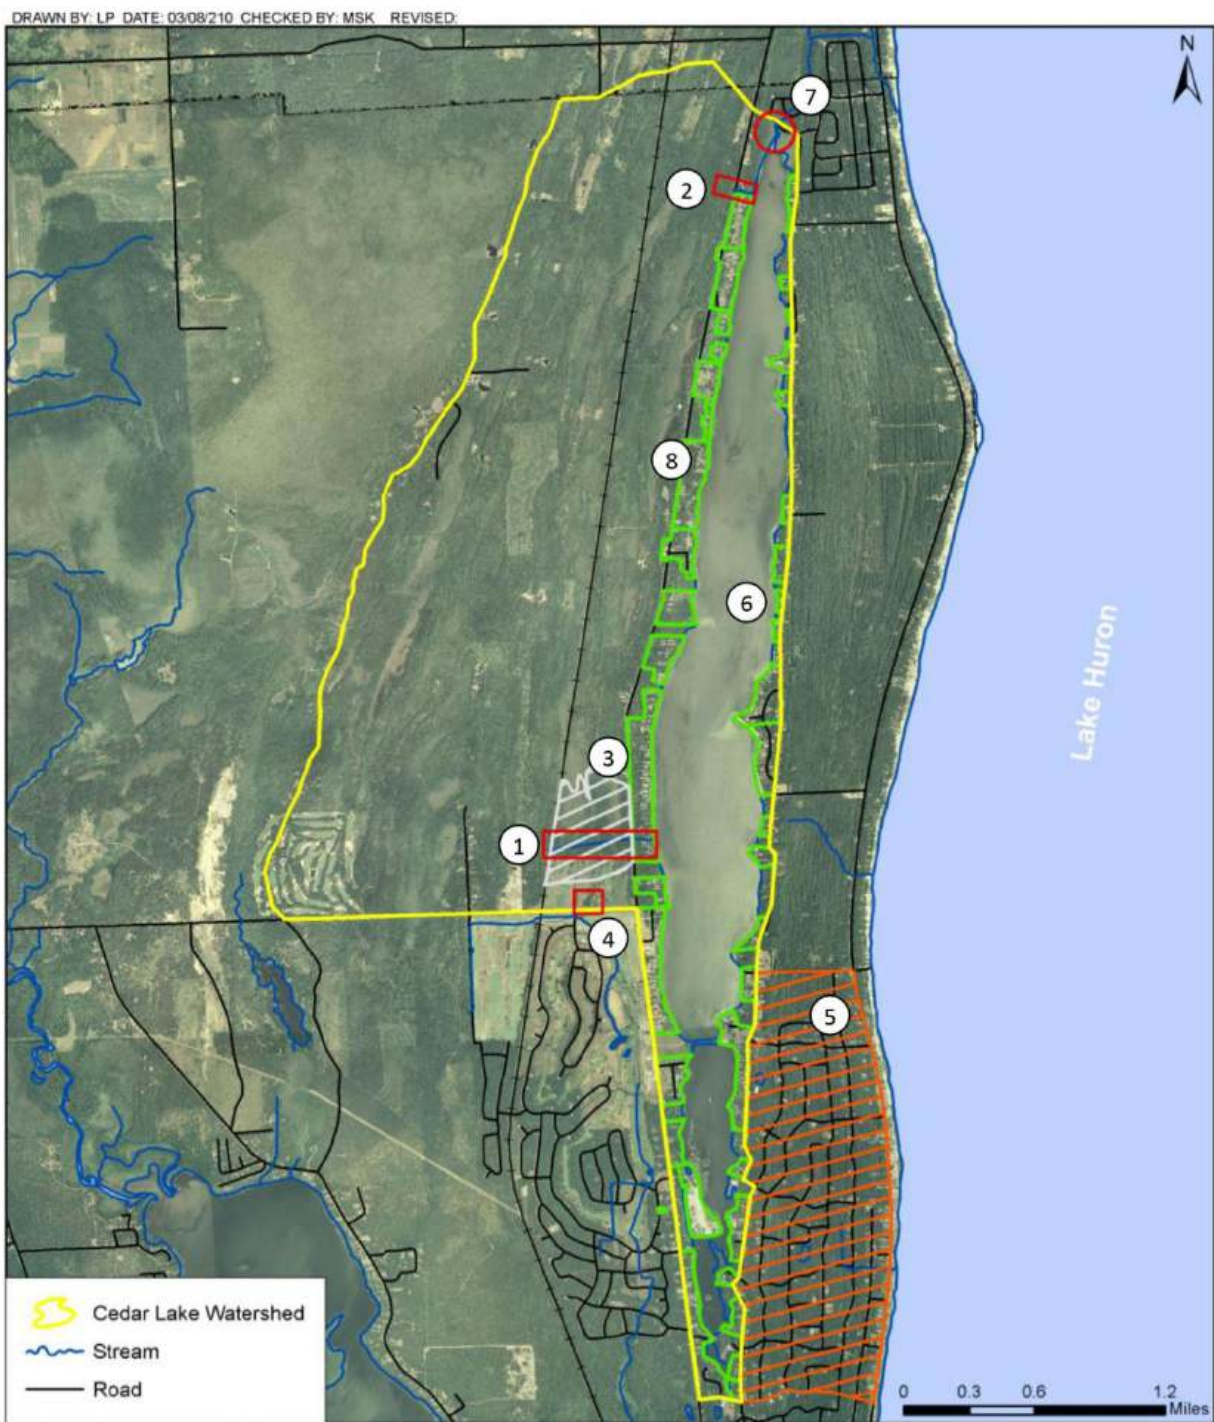 DRAWN BY: LP DATE: 03/08/210 CHECKED BY: MSK REVISED:
N
7
2
8
6
Lake Huron
3
1
4
5
Cedar Lake Watershed
Stream
Road
0 0.3 0.6 1.2
Miles